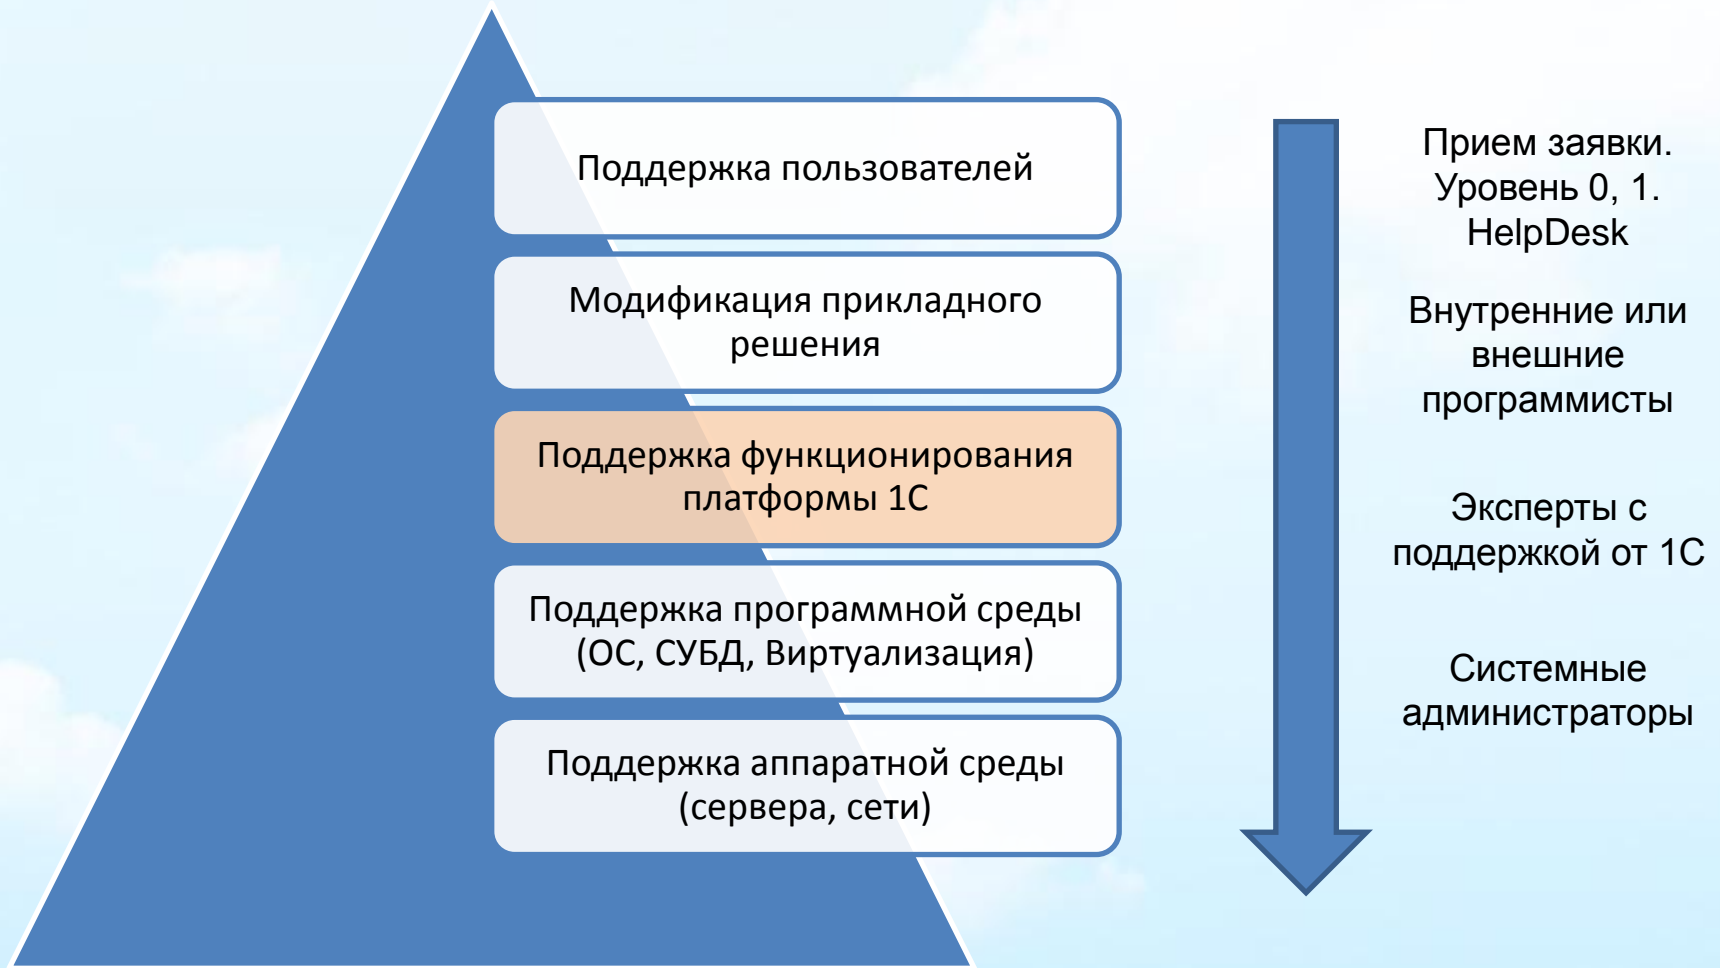 Поддержка пользователей
Модификация прикладного
решения
Поддержка функционирования
платформы 1С
Поддержка программной среды
(ОС, СУБД, Виртуализация)
Поддержка аппаратной среды
(сервера, сети)
Прием заявки.
Уровень 0, 1.
HelpDesk
Внутренние или
внешние
программисты
Эксперты с
поддержкой от 1С
Системные
администраторы